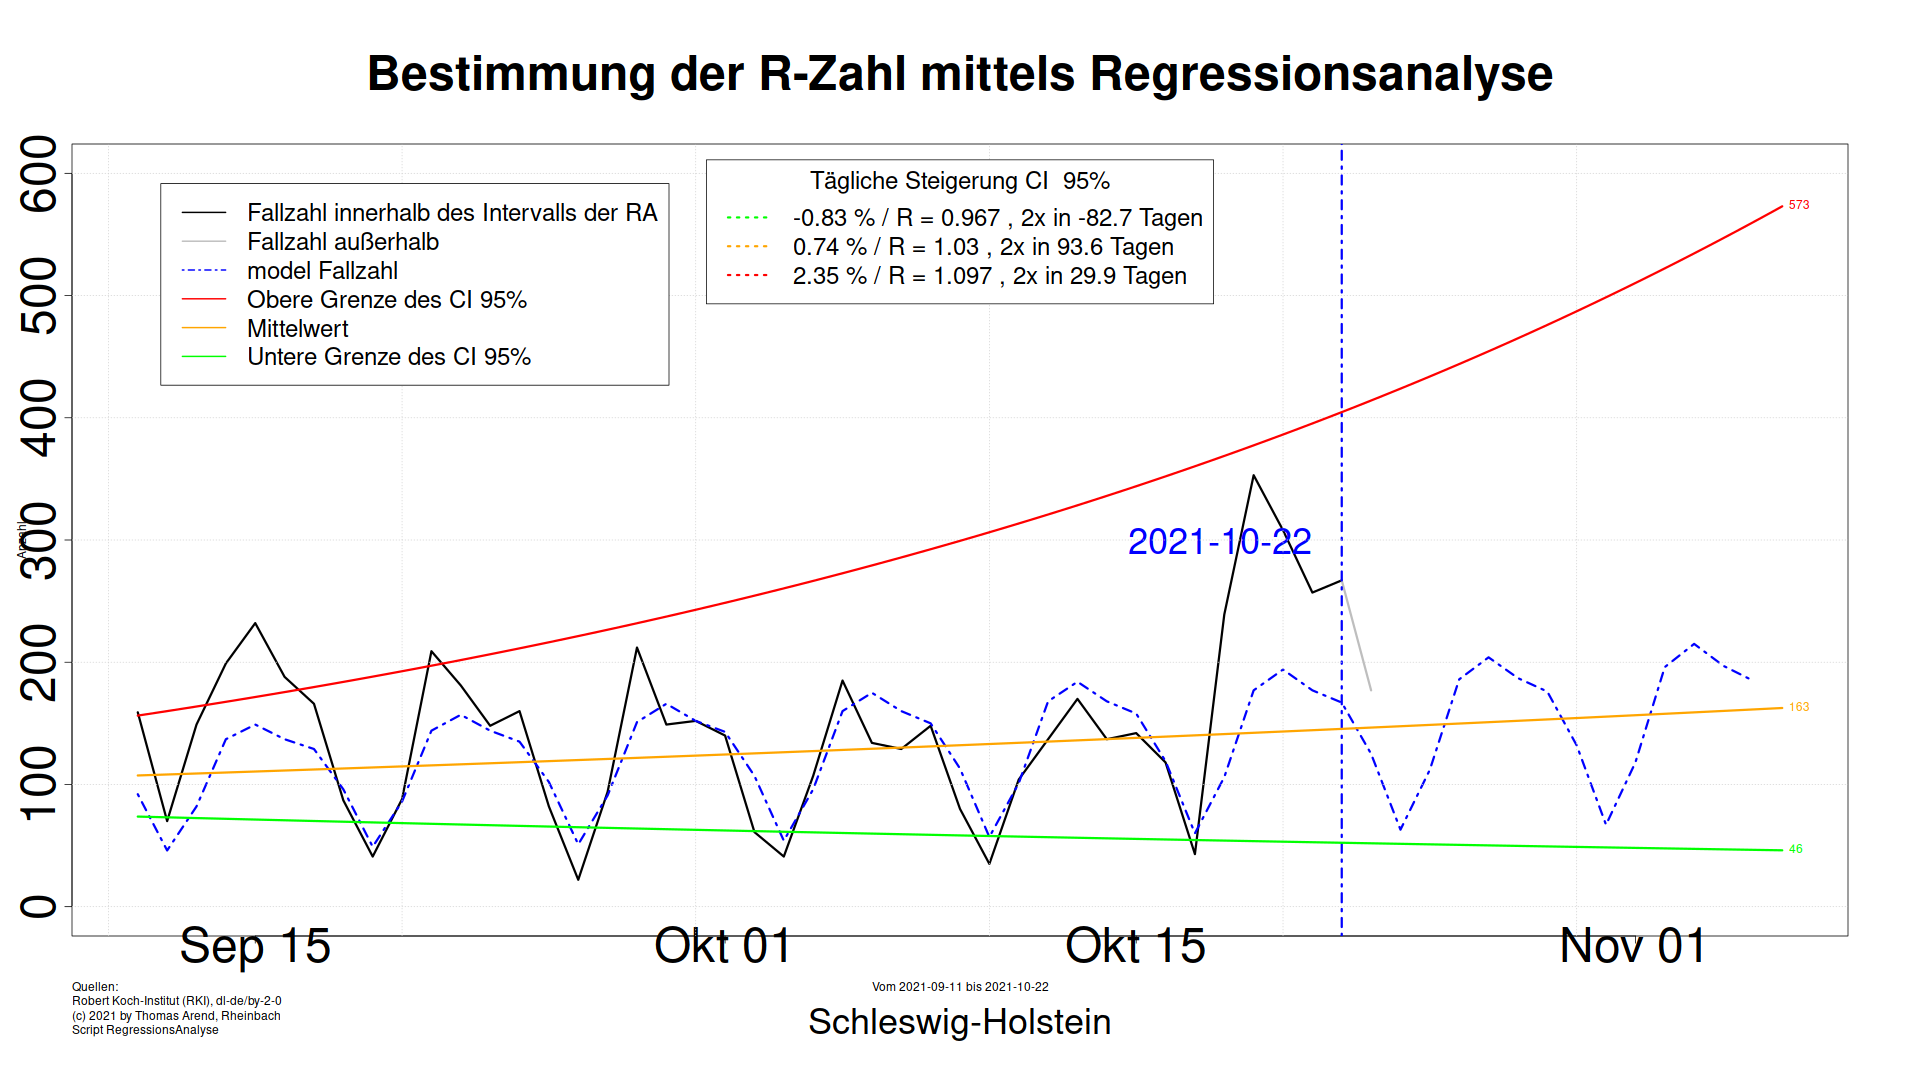 Bestimmung der R-Zahl mittels Regressionsanalyse
Fallzahl innerhalb des Intervalls der RA
Fallzahl außerhalb
model Fallzahl
Obere Grenze des CI 95%
Mittelwert
Untere Grenze des CI 95%
Tägliche Steigerung CI  95%
-0.83 % / R = 0.967 , 2x in -82.7 Tagen
0.74 % / R = 1.03 , 2x in 93.6 Tagen
2.35 % / R = 1.097 , 2x in 29.9 Tagen
600
500
400
300
200
100
0
Anzahl
573
163
46
2021-10-22
Sep 15
Okt 01
Okt 15
Nov 01
Quellen:
Robert Koch-Institut (RKI), dl-de/by-2-0
(c) 2021 by Thomas Arend, Rheinbach
Script RegressionsAnalyse
Vom 2021-09-11 bis 2021-10-22
Schleswig-Holstein